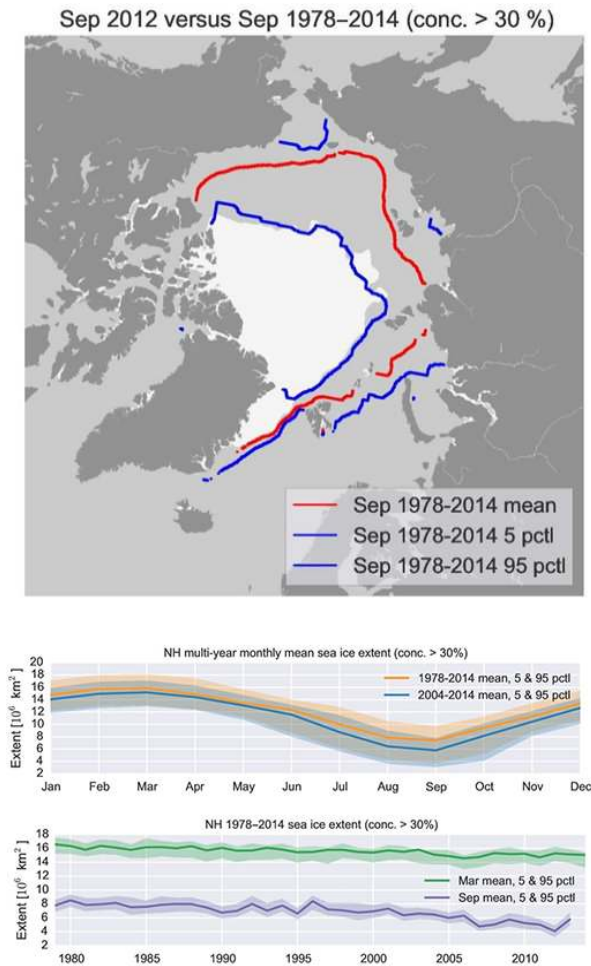 Sep 2012 versus Sep 1978–2014 (conc. > 30 %)
Sep 1978-2014 mean
Sep 1978-2014 5 pctl
Sep 1978-2014 95 pctl
NH multi-year monthly mean sea ice extent (conc. > 30%)
Extent [10⁶ km²]
20
18
16
14
12
10
8
6
4
2
1978-2014 mean, 5 & 95 pctl
2004-2014 mean, 5 & 95 pctl
Jan Feb Mar Apr May Jun Jul Aug Sep Oct Nov Dec
NH 1978–2014 sea ice extent (conc. > 30%)
Extent [10⁶ km²]
18
16
14
12
10
8
6
4
2
Mar mean, 5 & 95 pctl
Sep mean, 5 & 95 pctl
1980 1985 1990 1995 2000 2005 2010